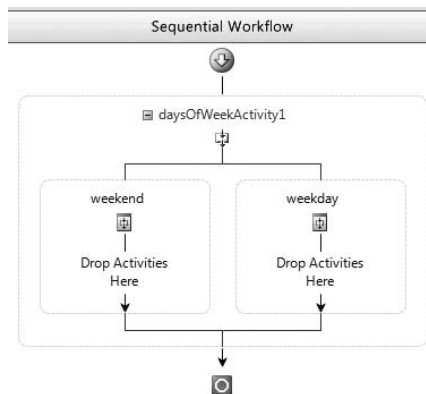 Sequential Workflow
daysOfWeekActivity1
weekend
weekday
Drop Activities
Here
Drop Activities
Here